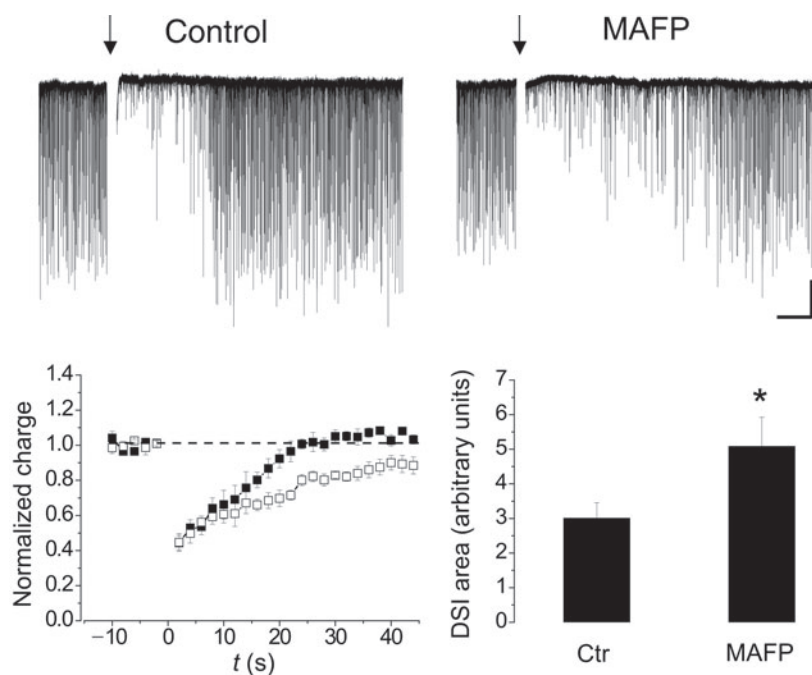 Control
MAFP
Normalized charge
1.4
1.2
1.0
0.8
0.6
0.4
0.2
0.0
−10 0 10 20 30 40
t (s)
DSI area (arbitrary units)
7
6
5
4
3
2
1
0
*
Ctr MAFP